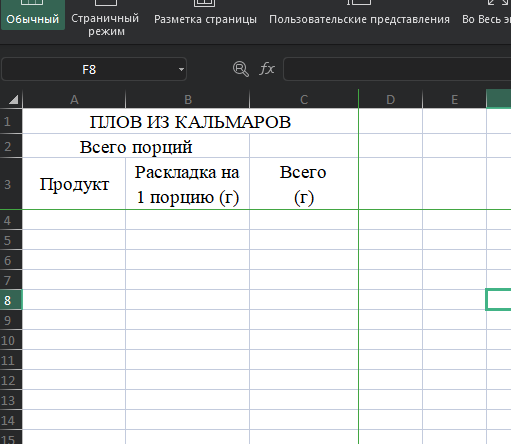 Обычный Страничный режим Разметка страницы Пользовательские представления Во Весь
F8 fx
A B C D E
1 ПЛОВ ИЗ КАЛЬМАРОВ
2 Всего порций
3 Продукт Раскладка на 1 порцию (г) Всего (г)
4
5
6
7
8
9
10
11
12
13
14
15